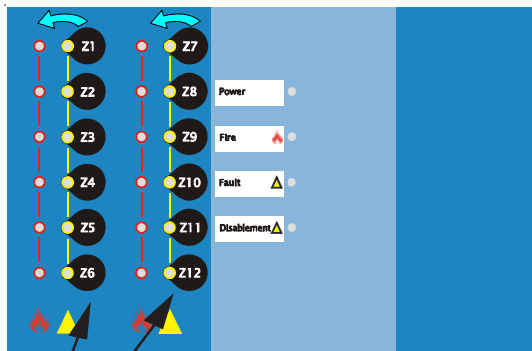 Z1 Z7
Z2 Z8 Power
Z3 Z9 Fire
Z4 Z10 Fault
Z5 Z11 Disablement
Z6 Z12